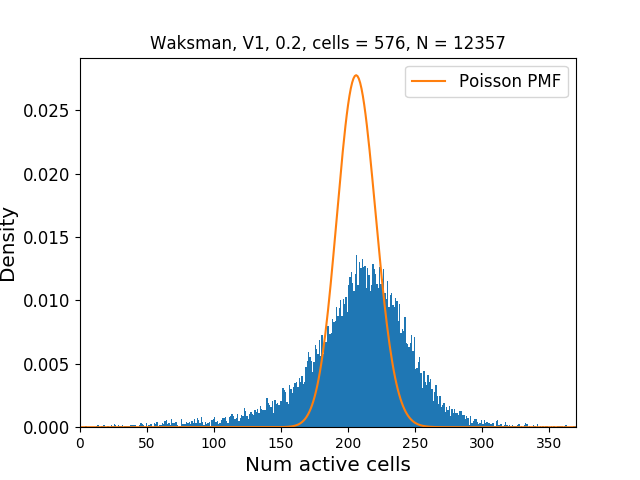 Waksman, V1, 0.2, cells = 576, N = 12357
Poisson PMF
Density
0.025
0.020
0.015
0.010
0.005
0.000
0 50 100 150 200 250 300 350
Num active cells